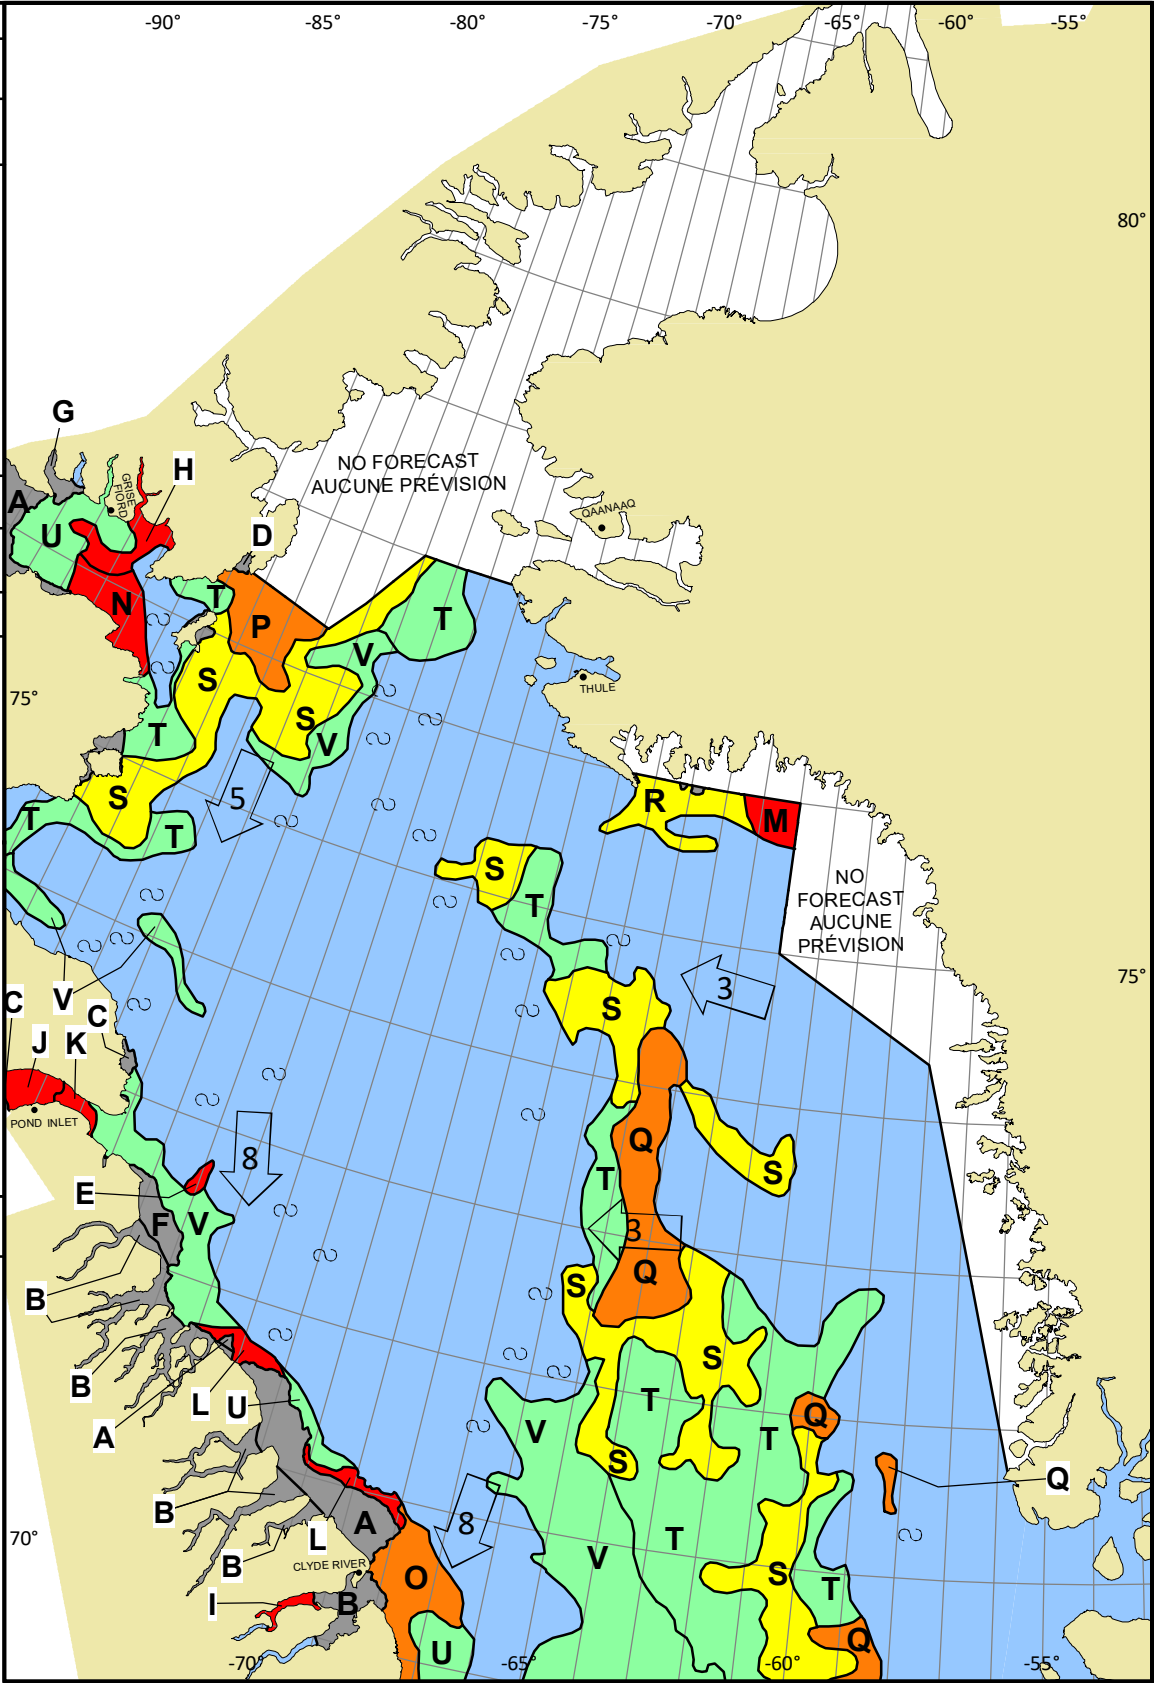 -90° -85° -80° -75° -70° -65° -60° -55°
80°
G
NO FORECAST
AUCUNE PRÉVISION
H
GRISE
FIORD
A
QAANAAQ
U
D
N
T
P
T
V
S
THULE
75°
S
T
V
5
S
R
M
T
T
S
NO
FORECAST
AUCUNE
PRÉVISION
T
75°
3
V
C
C
S
J
K
POND INLET
Q
8
S
T
E
F
V
3
Q
S
B
S
B
T
L
U
Q
V
T
A
S
Q
B
8
A
L
70°
T
V
B
CLYDE RIVER
O
S
T
I
B
Q
U
-70° -65° -60° -55°